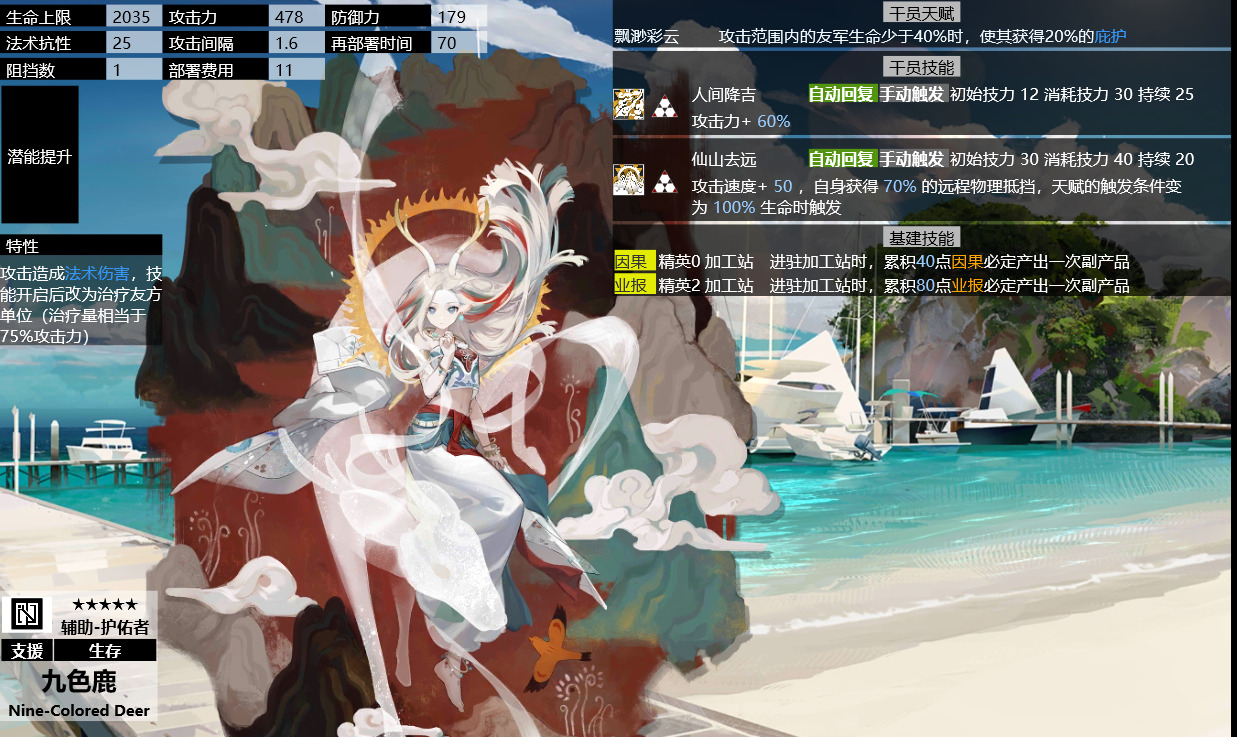 生命上限 2035 攻击力 478 防御力 179
法术抗性 25 攻击间隔 1.6 再部署时间 70
阻挡数 1 部署费用 11
潜能提升
特性
攻击造成法术伤害，技
能开启后改为治疗友方
单位（治疗量相当于
75%攻击力）
★★★★★
辅助-护佑者
支援 生存
九色鹿
Nine-Colored Deer
干员天赋
飘渺彩云 攻击范围内的友军生命少于40%时，使其获得20%的庇护
干员技能
人间降吉 自动回复 手动触发 初始技力 12 消耗技力 30 持续 25
攻击力+ 60%
仙山去远 自动回复 手动触发 初始技力 30 消耗技力 40 持续 20
攻击速度+ 50 ，自身获得 70% 的远程物理抵挡，天赋的触发条件变
为 100% 生命时触发
基建技能
因果 精英0 加工站 进驻加工站时，累积40点因果必定产出一次副产品
业报 精英2 加工站 进驻加工站时，累积80点业报必定产出一次副产品